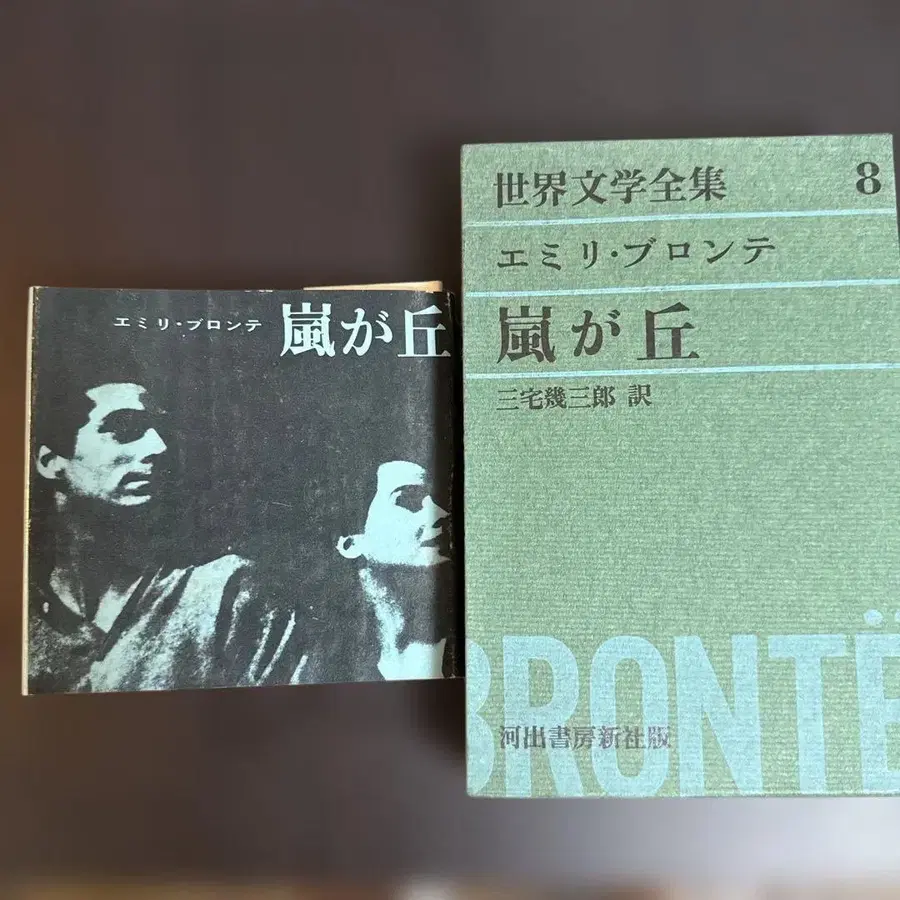 エミリ・ブロンテ 嵐が丘
世界文学全集 8
エミリ・ブロンテ
嵐が丘
三宅幾三郎 訳
BRONTË
河出書房新社版